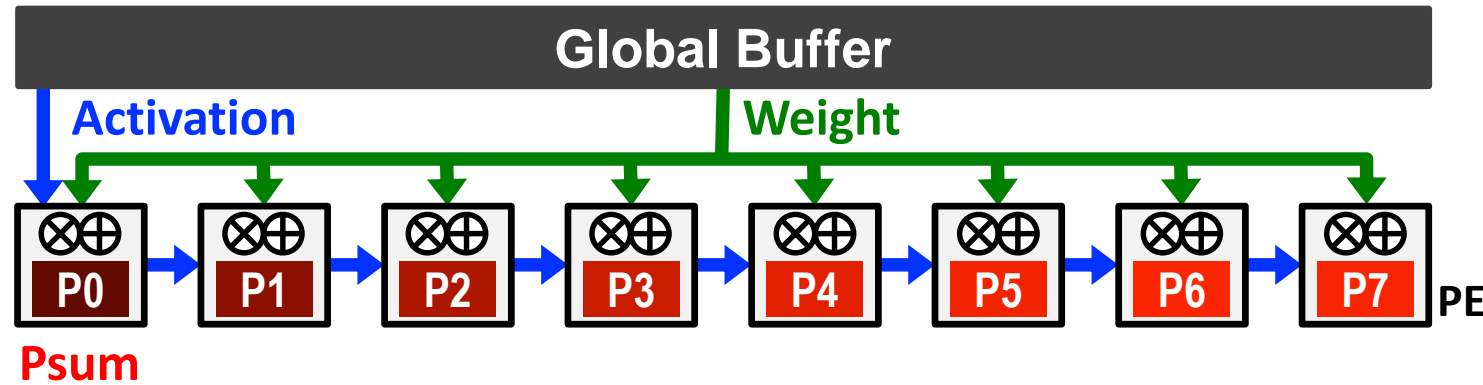 Global Buffer
Activation
Weight
P0 P1 P2 P3 P4 P5 P6 P7
PE
Psum